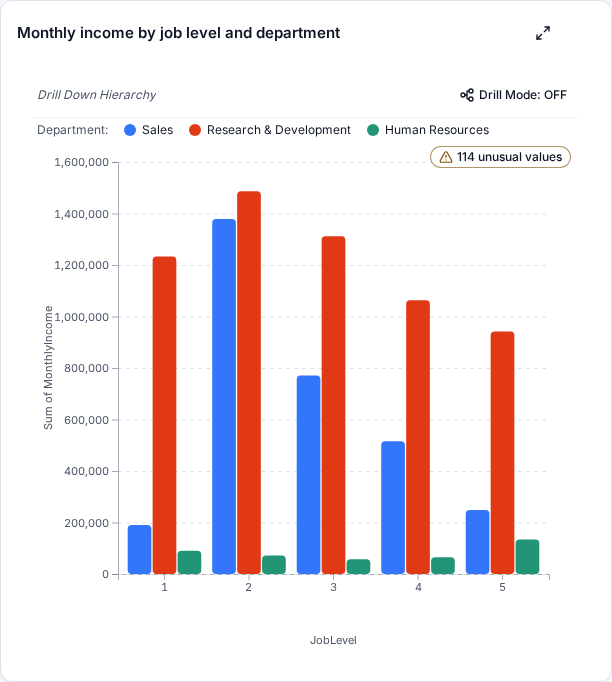 Monthly income by job level and department
Drill Down Hierarchy
Drill Mode: OFF
Department: Sales Research & Development Human Resources
114 unusual values
1,600,000
1,400,000
1,200,000
1,000,000
800,000
600,000
400,000
200,000
0
Sum of MonthlyIncome
1 2 3 4 5
JobLevel